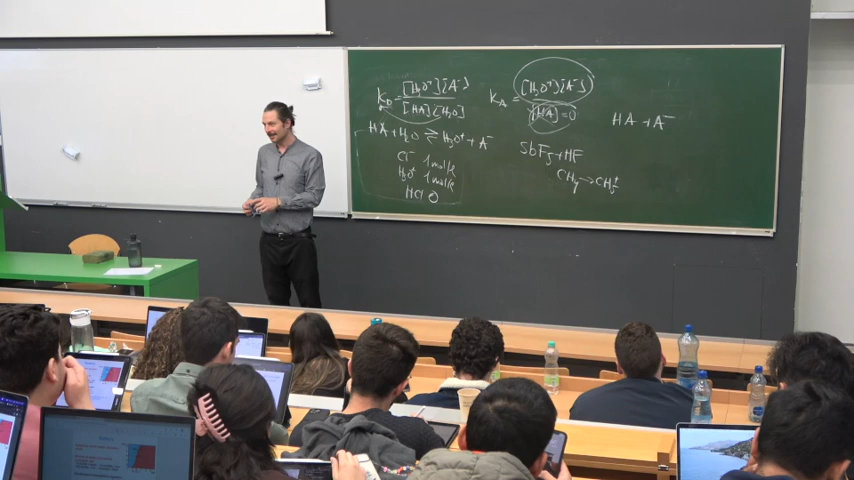 K_D = [H₃O⁺][A⁻] / [HA][H₂O]
HA + H₂O ⇌ H₃O⁺ + A⁻
Cl⁻ 1 mol/L
H₃O⁺ 1 mol/L
HCl 0
K_A = [H₃O⁺][A⁻] / [HA] = 0
SbF₅ + HF
CH₄ → CH₅⁺
HA + A⁻